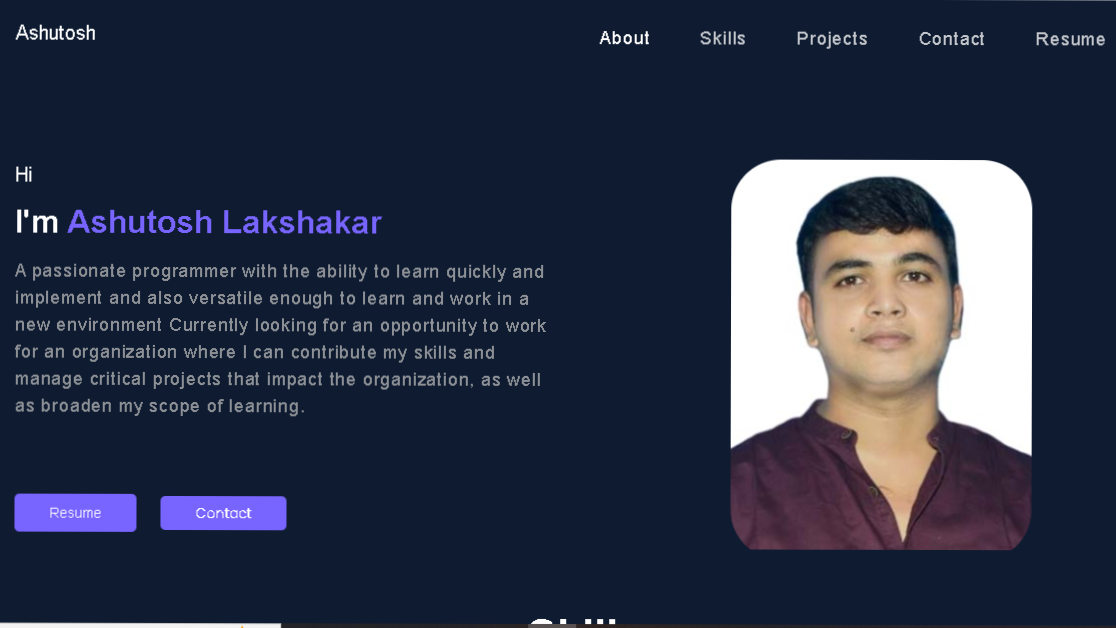 Ashutosh
About Skills Projects Contact Resume
Hi
I'm Ashutosh Lakshakar
A passionate programmer with the ability to learn quickly and
implement and also versatile enough to learn and work in a
new environment Currently looking for an opportunity to work
for an organization where I can contribute my skills and
manage critical projects that impact the organization, as well
as broaden my scope of learning.
Resume Contact